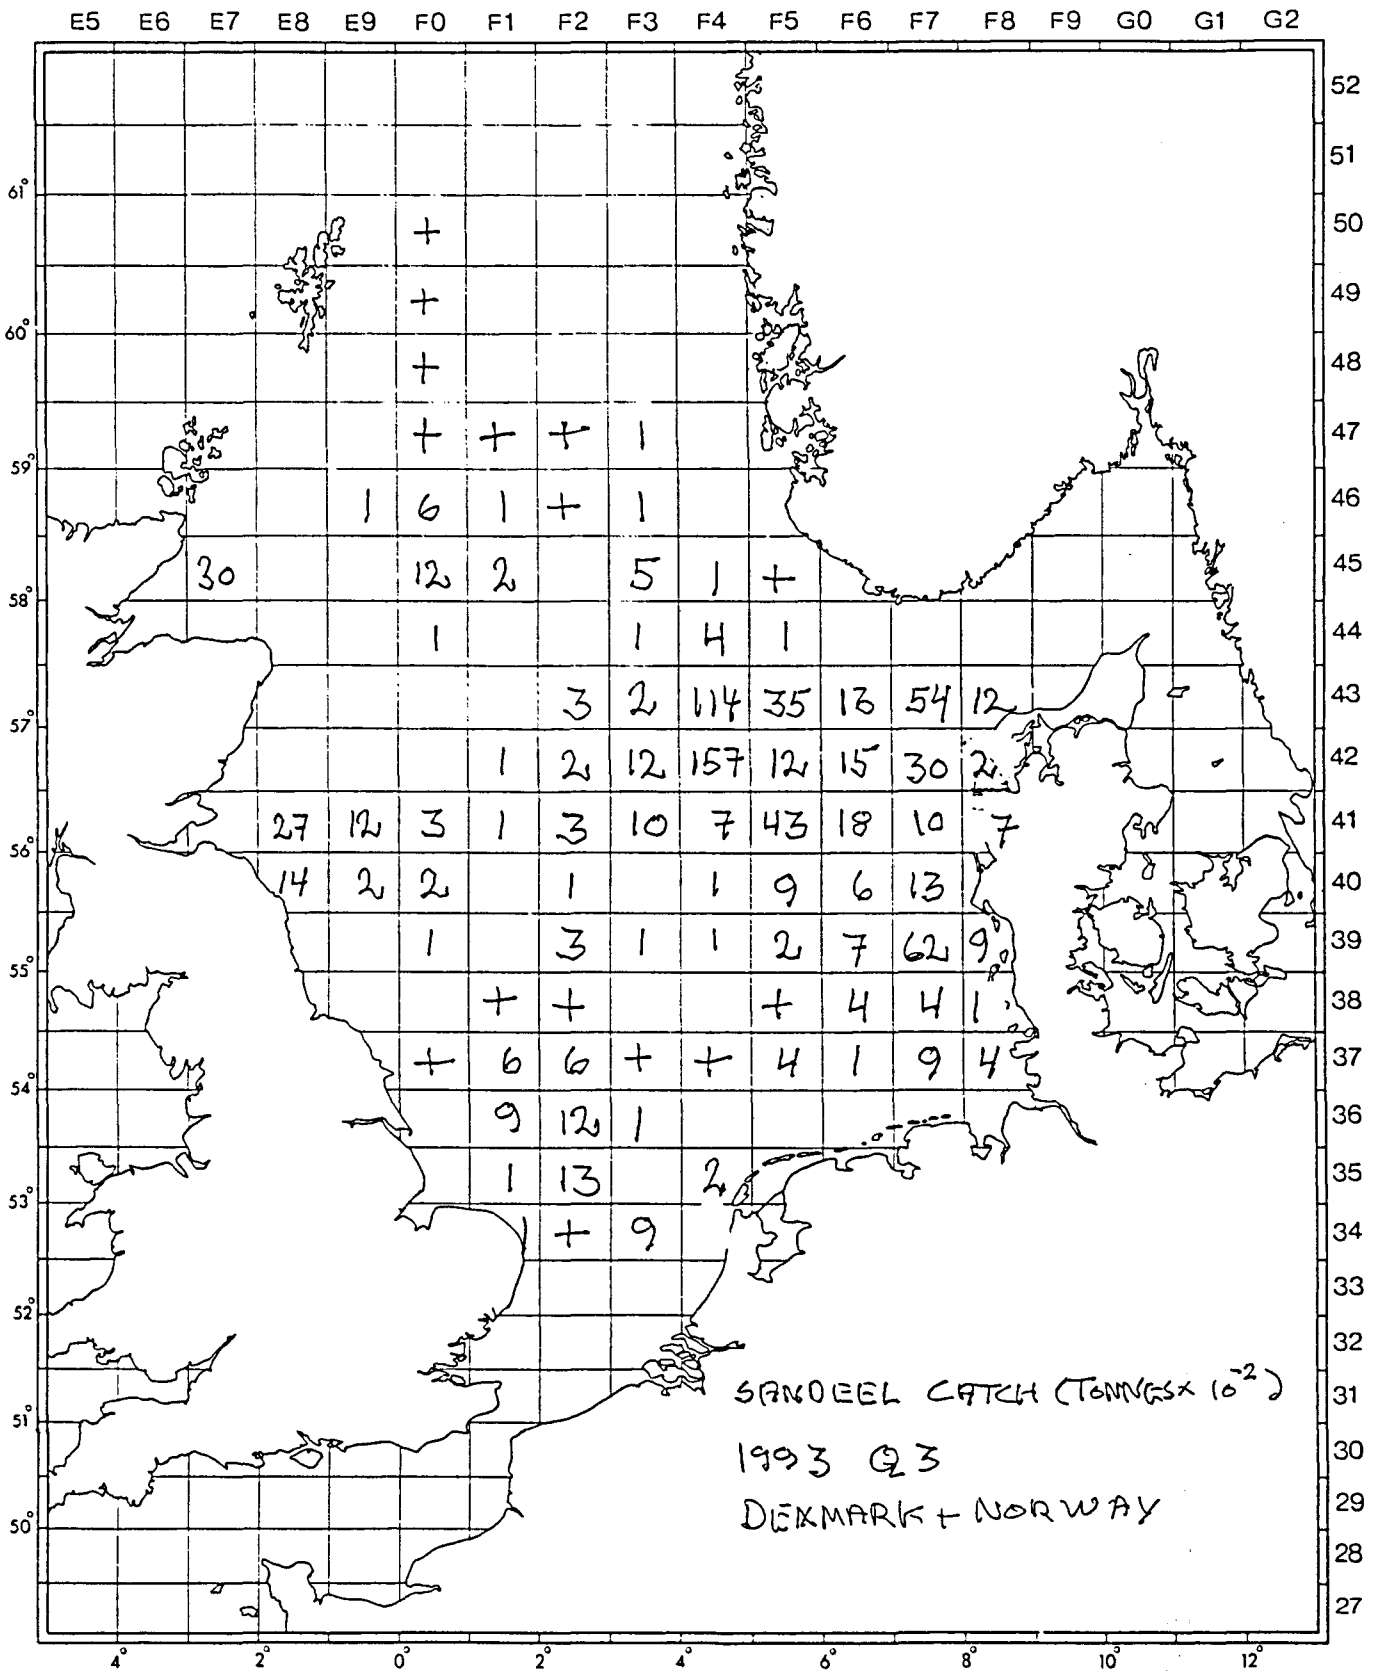 E5 E6 E7 E8 E9 F0 F1 F2 F3 F4 F5 F6 F7 F8 F9 G0 G1 G2
52
51
61°
+ 50
+ 49
60°
+ 48
+ + + 1 47
59°
1 6 1 + 1 46
30 12 2 5 1 + 45
58°
1 1 4 1 44
3 2 114 35 13 54 12 43
57°
1 2 12 157 12 15 30 2 42
27 12 3 1 3 10 7 43 18 10 7 41
56°
14 2 2 1 1 9 6 13 40
1 3 1 1 2 7 62 9 39
55°
+ + + 4 4 1 38
+ 6 6 + + 4 1 9 4 37
54°
9 12 1 36
1 13 2 35
53°
1 + 9 34
33
52°
32
SANDEEL CATCH (TONNES x 10⁻²) 31
51°
1993 Q3 30
DENMARK + NORWAY 29
50°
28
27
4° 2° 0° 2° 4° 6° 8° 10° 12°